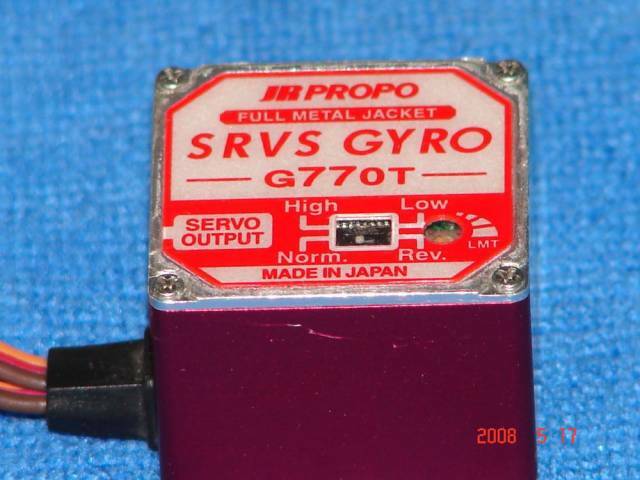 JR PROPO
FULL METAL JACKET
SRVS GYRO
G770T
High Low
SERVO
OUTPUT
LMT
Norm. Rev.
MADE IN JAPAN
2008 5 17